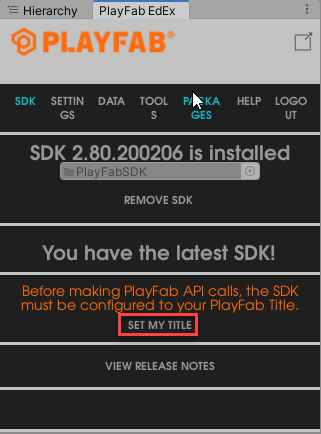 Hierarchy PlayFab EdEx
PLAYFAB®
SDK SETTINGS DATA TOOLS PACKAGES HELP LOGOUT
SDK 2.80.200206 is installed
PlayFabSDK
REMOVE SDK
You have the latest SDK!
Before making PlayFab API calls, the SDK
must be configured to your PlayFab Title.
SET MY TITLE
VIEW RELEASE NOTES